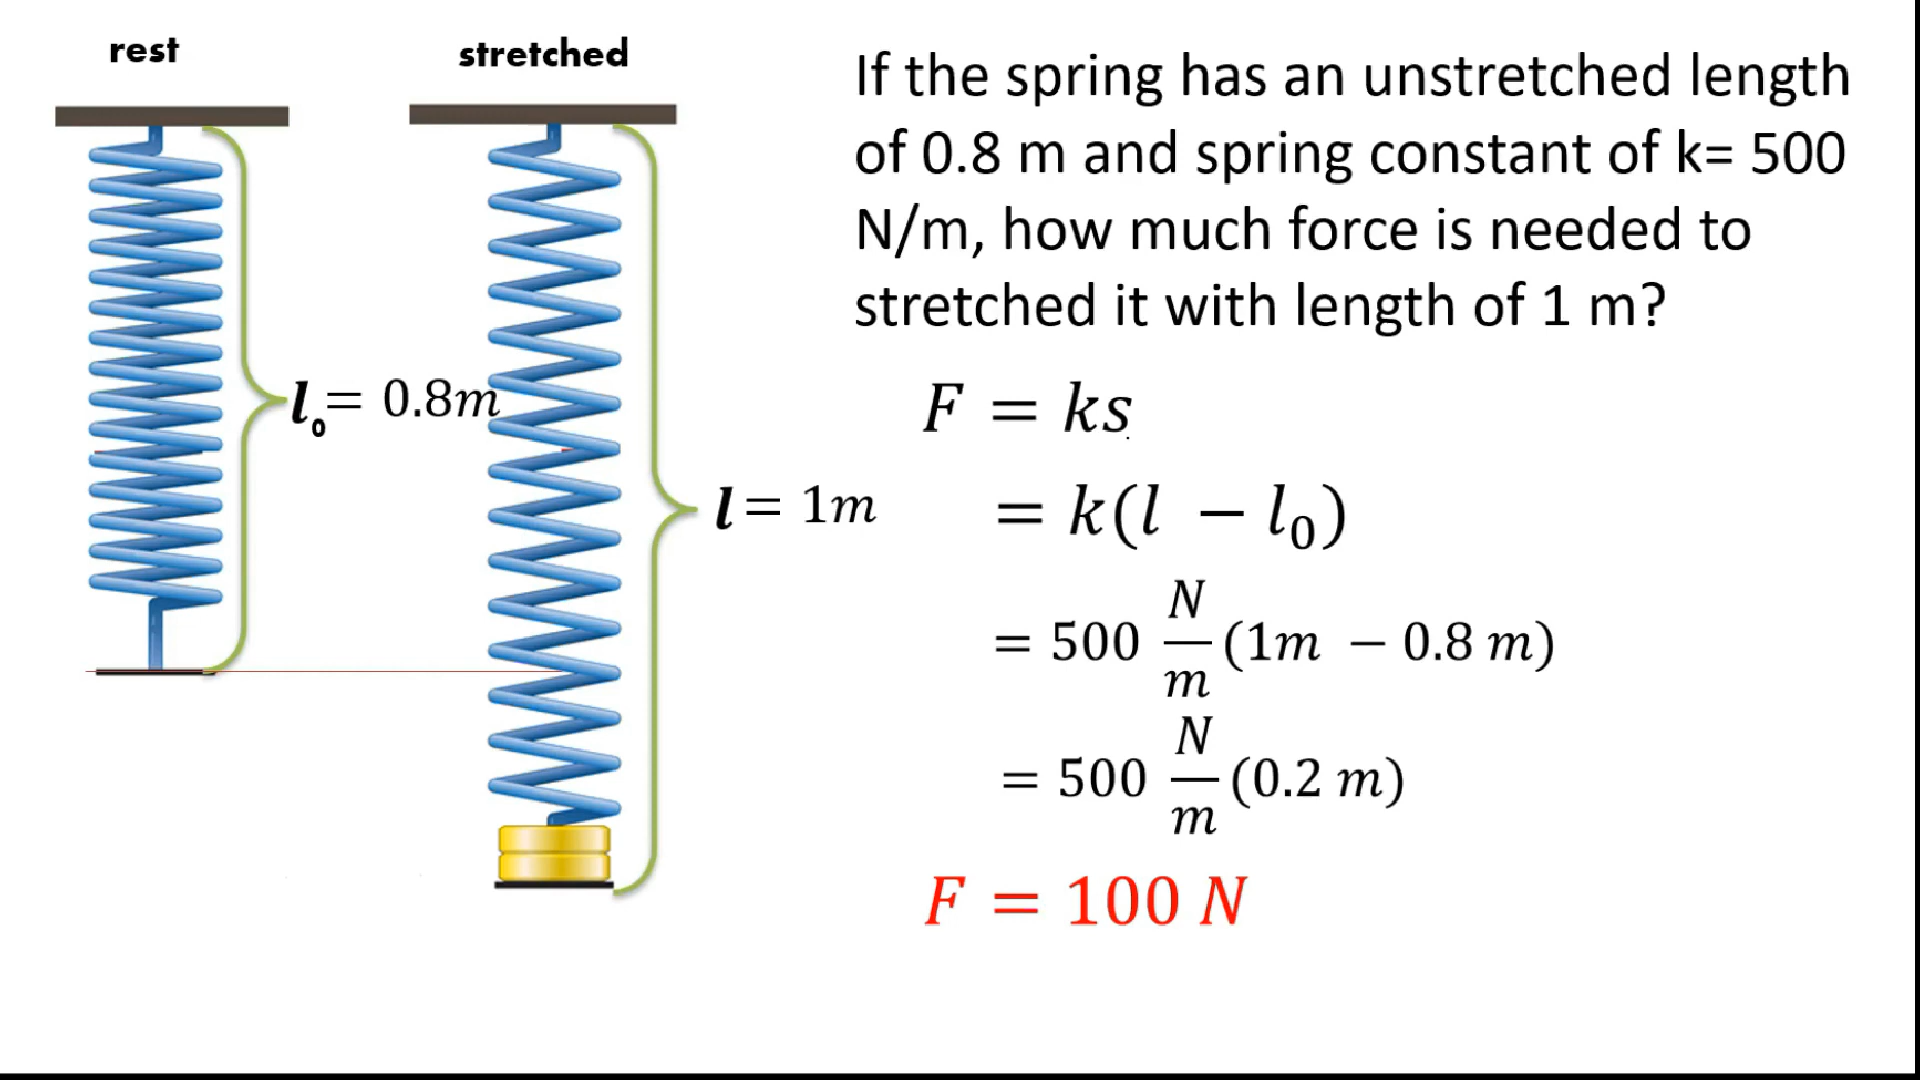 rest
stretched
If the spring has an unstretched length
of 0.8 m and spring constant of k= 500
N/m, how much force is needed to
stretched it with length of 1 m?
l₀= 0.8m
l = 1m
F = ks
= k(l − l₀)
= 500 N/m (1m − 0.8 m)
= 500 N/m (0.2 m)
F = 100 N